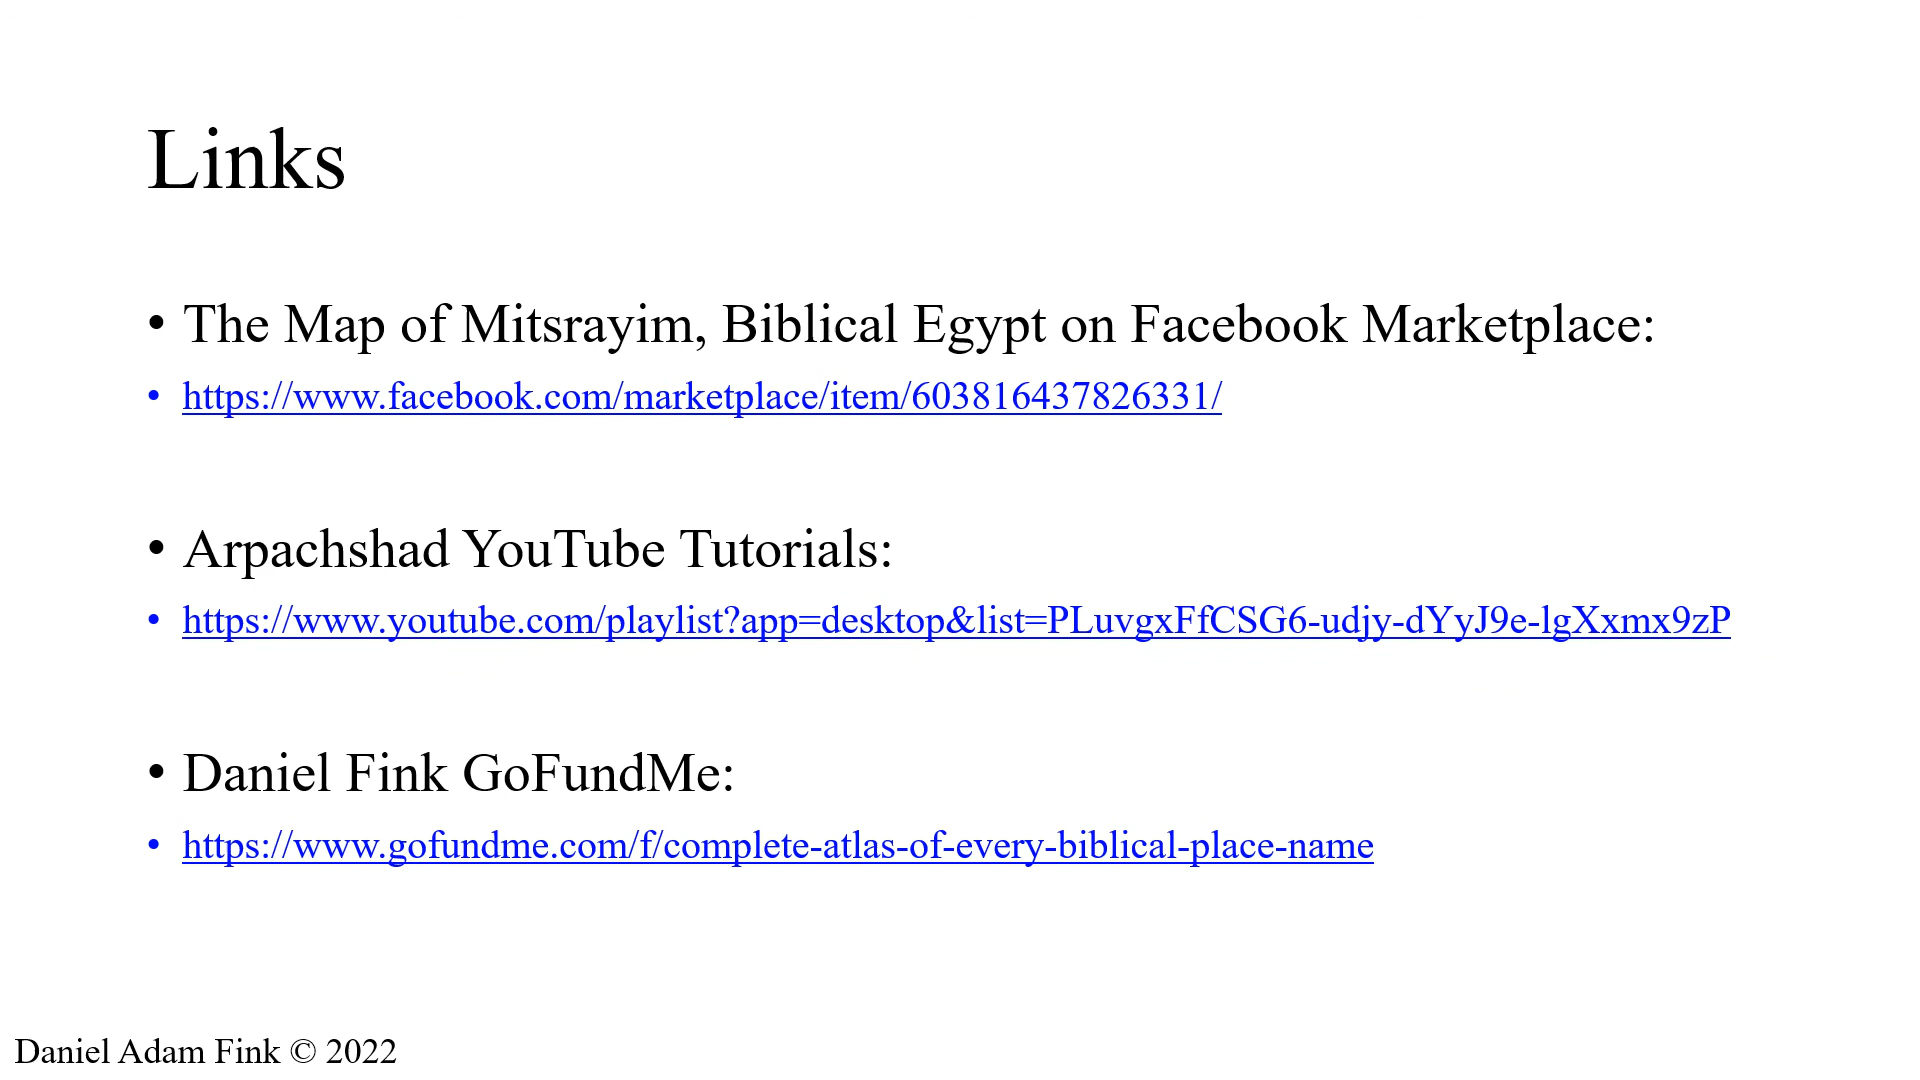 Links
• The Map of Mitsrayim, Biblical Egypt on Facebook Marketplace:
• https://www.facebook.com/marketplace/item/603816437826331/
• Arpachshad YouTube Tutorials:
• https://www.youtube.com/playlist?app=desktop&list=PLuvgxFfCSG6-udjy-dYyJ9e-lgXxmx9zP
• Daniel Fink GoFundMe:
• https://www.gofundme.com/f/complete-atlas-of-every-biblical-place-name
Daniel Adam Fink © 2022